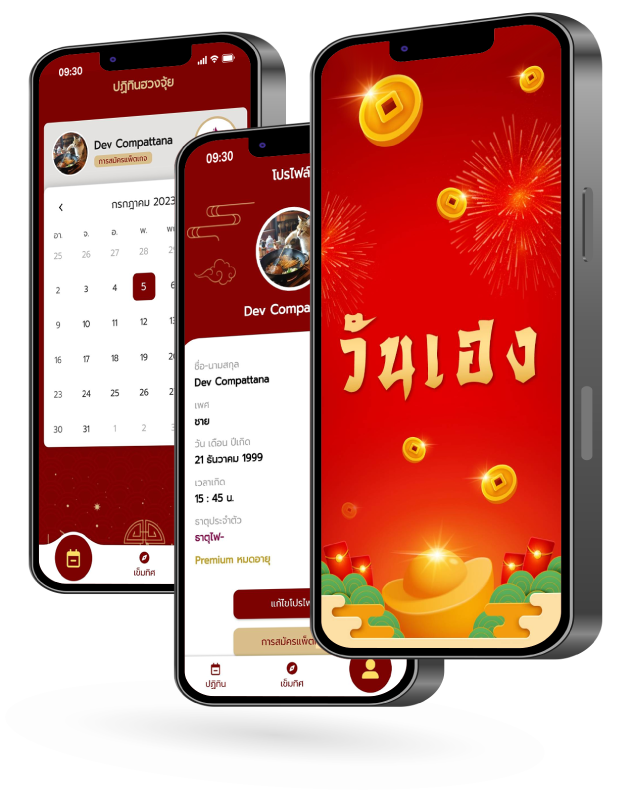 09:30
ปฏิทินฮวงจุ้ย
Dev Compattana
การสมัครแพ็กเกจ
กรกฎาคม 2023
อา. จ. อ. พ.
25 26 27 28
2 3 4 5 6
9 10 11 12
16 17 18 19
23 24 25 26
30 31 1 2
เข็มทิศ
09:30
โปรไฟล์
Dev Compa
ชื่อ-นามสกุล
Dev Compattana
เพศ
ชาย
วัน เดือน ปีเกิด
21 ธันวาคม 1999
เวลาเกิด
15 : 45 น.
ธาตุประจำตัว
ธาตุไฟ-
Premium หมดอายุ
แก้ไขโปรไฟ
การสมัครแพ็ก
ปฏิทิน เข็มทิศ
วันเฮง